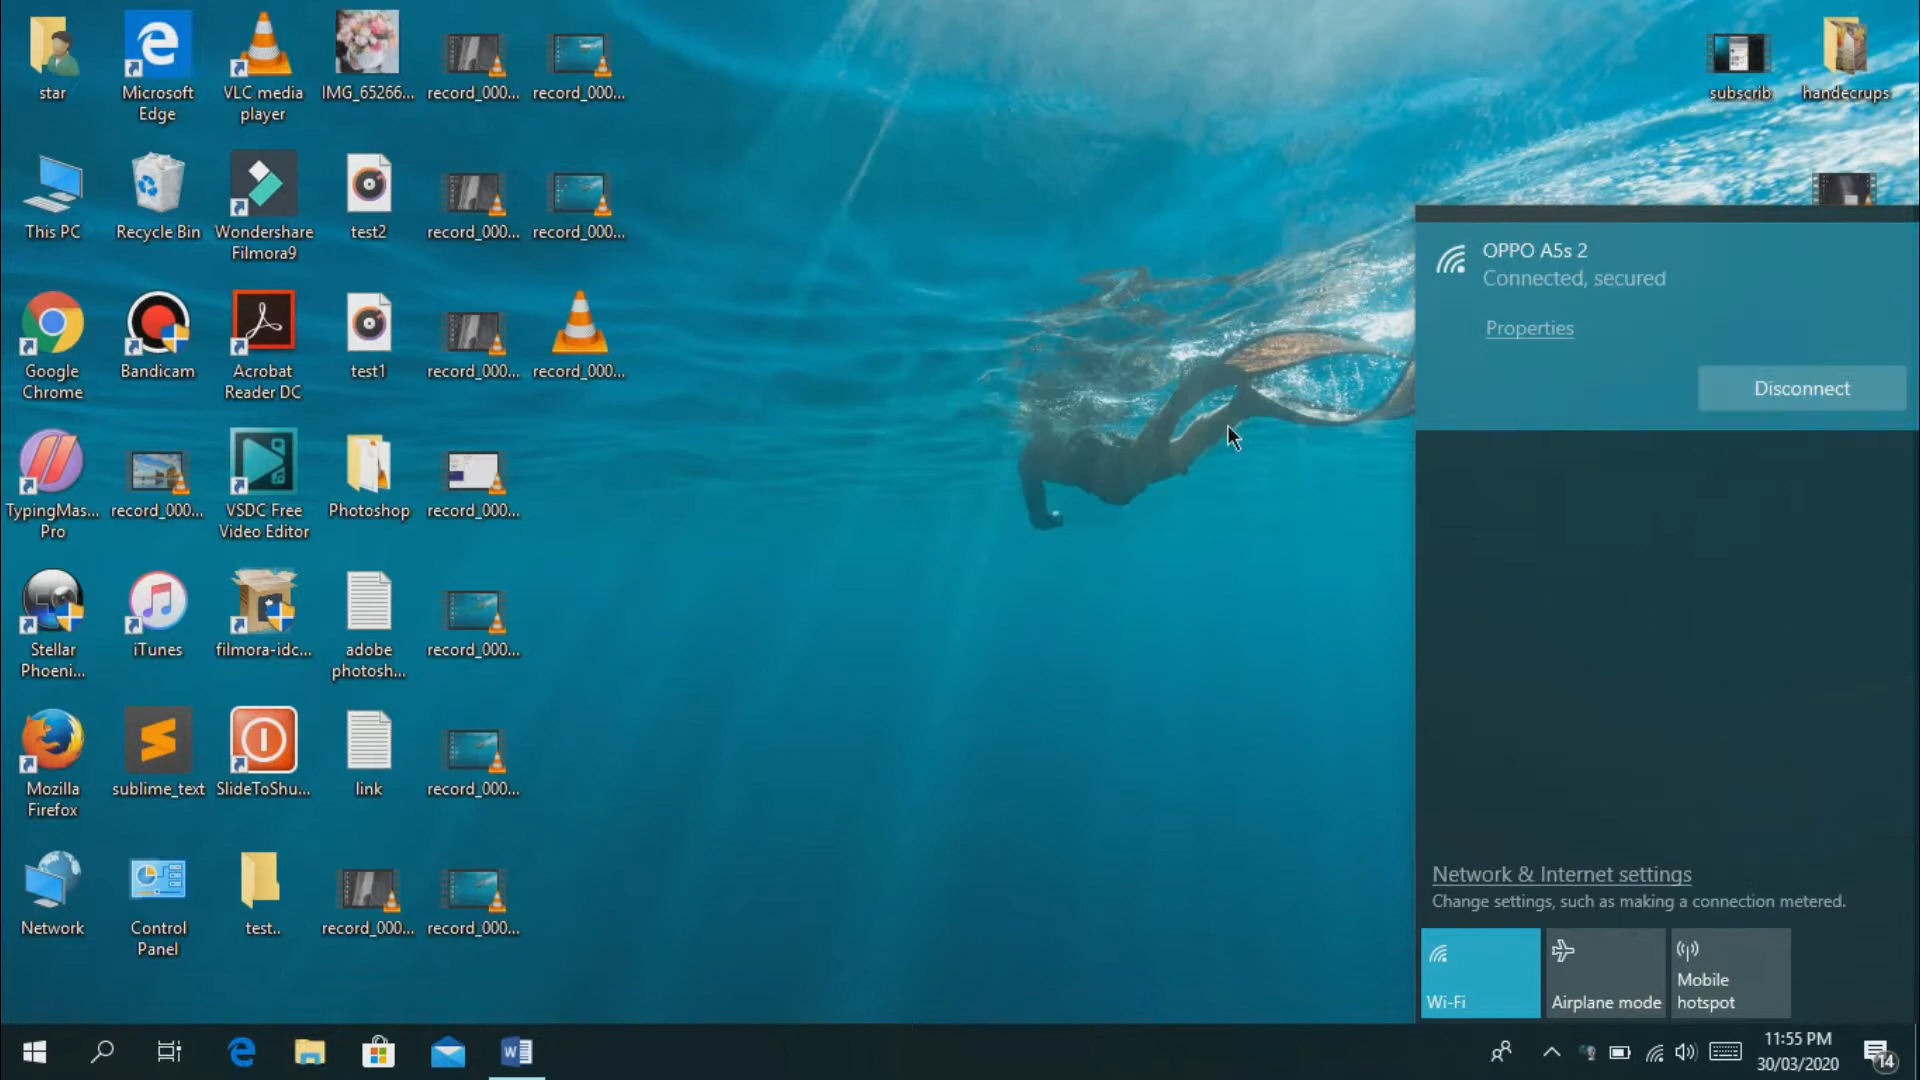 star
Microsoft
Edge
VLC media
player
IMG_65266...
record_000...
record_000...
subscrib
handecrups
This PC
Recycle Bin
Wondershare
Filmora9
test2
record_000...
record_000...
Google
Chrome
Bandicam
Acrobat
Reader DC
test1
record_000...
record_000...
TypingMas...
Pro
record_000...
VSDC Free
Video Editor
Photoshop
record_000...
Stellar
Phoeni...
iTunes
filmora-idc...
adobe
photosh...
record_000...
Mozilla
Firefox
sublime_text
SlideToShu...
link
record_000...
Network
Control
Panel
test..
record_000...
record_000...
OPPO A5s 2
Connected, secured
Properties
Disconnect
Network & Internet settings
Change settings, such as making a connection metered.
Wi-Fi
Airplane mode
Mobile
hotspot
11:55 PM
30/03/2020
14